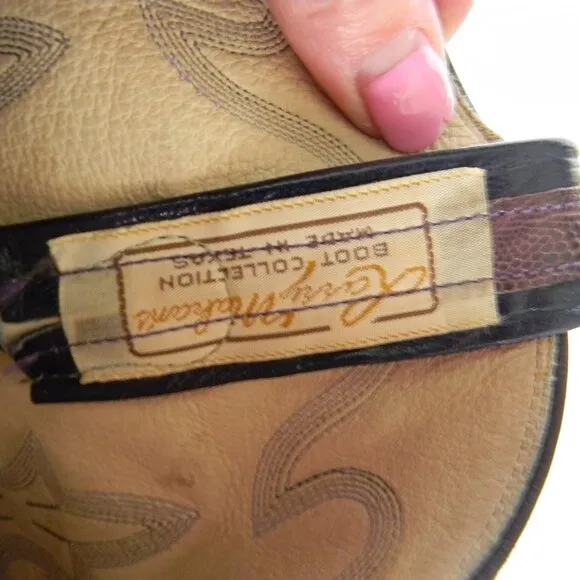 Larry Mahan's
BOOT COLLECTION
MADE IN TEXAS